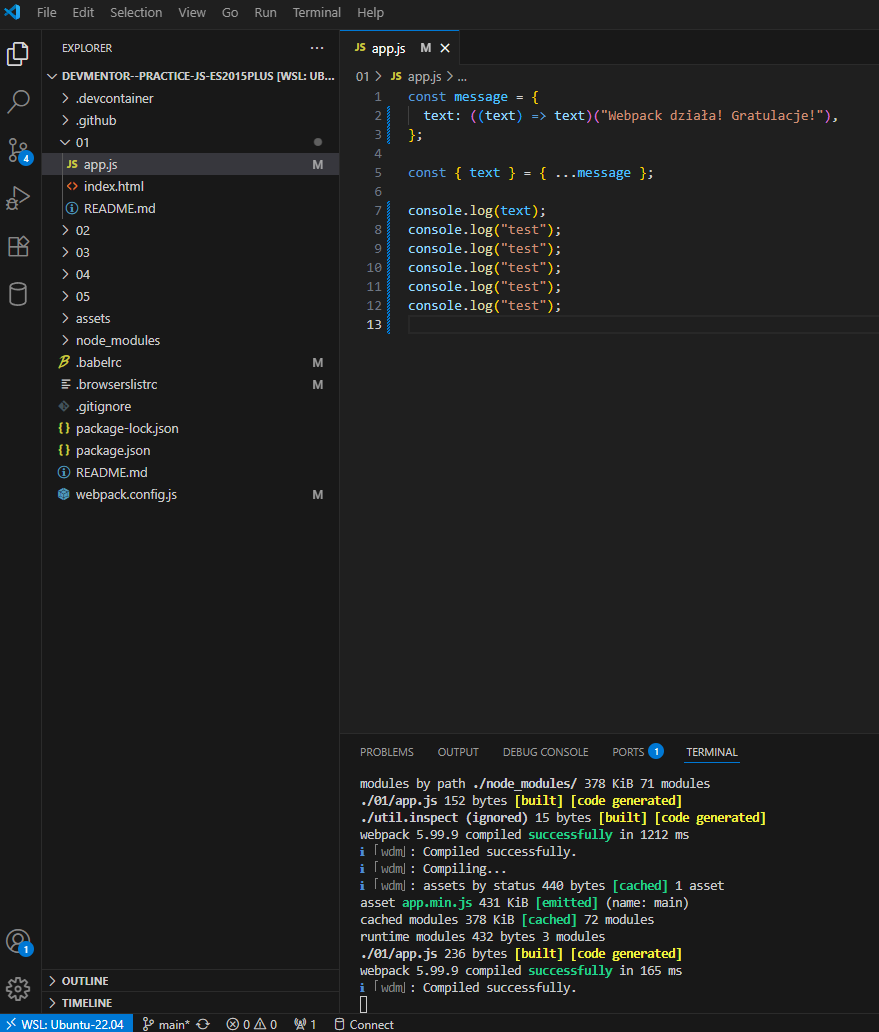 File Edit Selection View Go Run Terminal Help
EXPLORER ...
DEVMENTOR--PRACTICE-JS-ES2015PLUS [WSL: UB...
.devcontainer
.github
01
JS app.js M
<> index.html
README.md
02
03
04
05
assets
node_modules
.babelrc M
.browserslistrc M
.gitignore
{} package-lock.json
{} package.json
README.md
webpack.config.js M
OUTLINE
TIMELINE
4
1
JS app.js M
01 > JS app.js > ...
1 const message = {
2   text: ((text) => text)("Webpack działa! Gratulacje!"),
3 };
4
5 const { text } = { ...message };
6
7 console.log(text);
8 console.log("test");
9 console.log("test");
10 console.log("test");
11 console.log("test");
12 console.log("test");
13
PROBLEMS OUTPUT DEBUG CONSOLE PORTS 1 TERMINAL
modules by path ./node_modules/ 378 KiB 71 modules
./01/app.js 152 bytes [built] [code generated]
./util.inspect (ignored) 15 bytes [built] [code generated]
webpack 5.99.9 compiled successfully in 1212 ms
i ｢wdm｣: Compiled successfully.
i ｢wdm｣: Compiling...
i ｢wdm｣: assets by status 440 bytes [cached] 1 asset
asset app.min.js 431 KiB [emitted] (name: main)
cached modules 378 KiB [cached] 72 modules
runtime modules 432 bytes 3 modules
./01/app.js 236 bytes [built] [code generated]
webpack 5.99.9 compiled successfully in 165 ms
i ｢wdm｣: Compiled successfully.
WSL: Ubuntu-22.04 main* 0 0 1 Connect